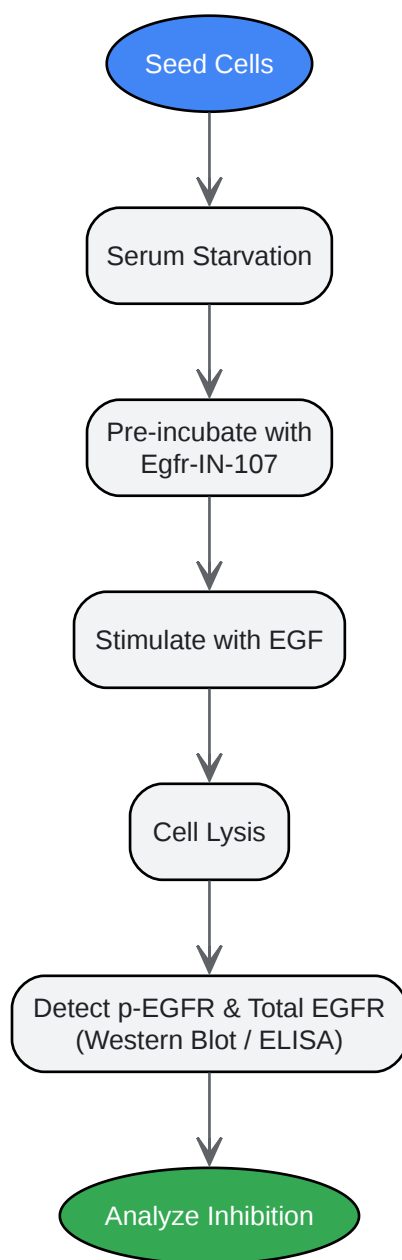 Seed Cells
Serum Starvation
Pre-incubate with
Egfr-IN-107
Stimulate with EGF
Cell Lysis
Detect p-EGFR & Total EGFR
(Western Blot / ELISA)
Analyze Inhibition